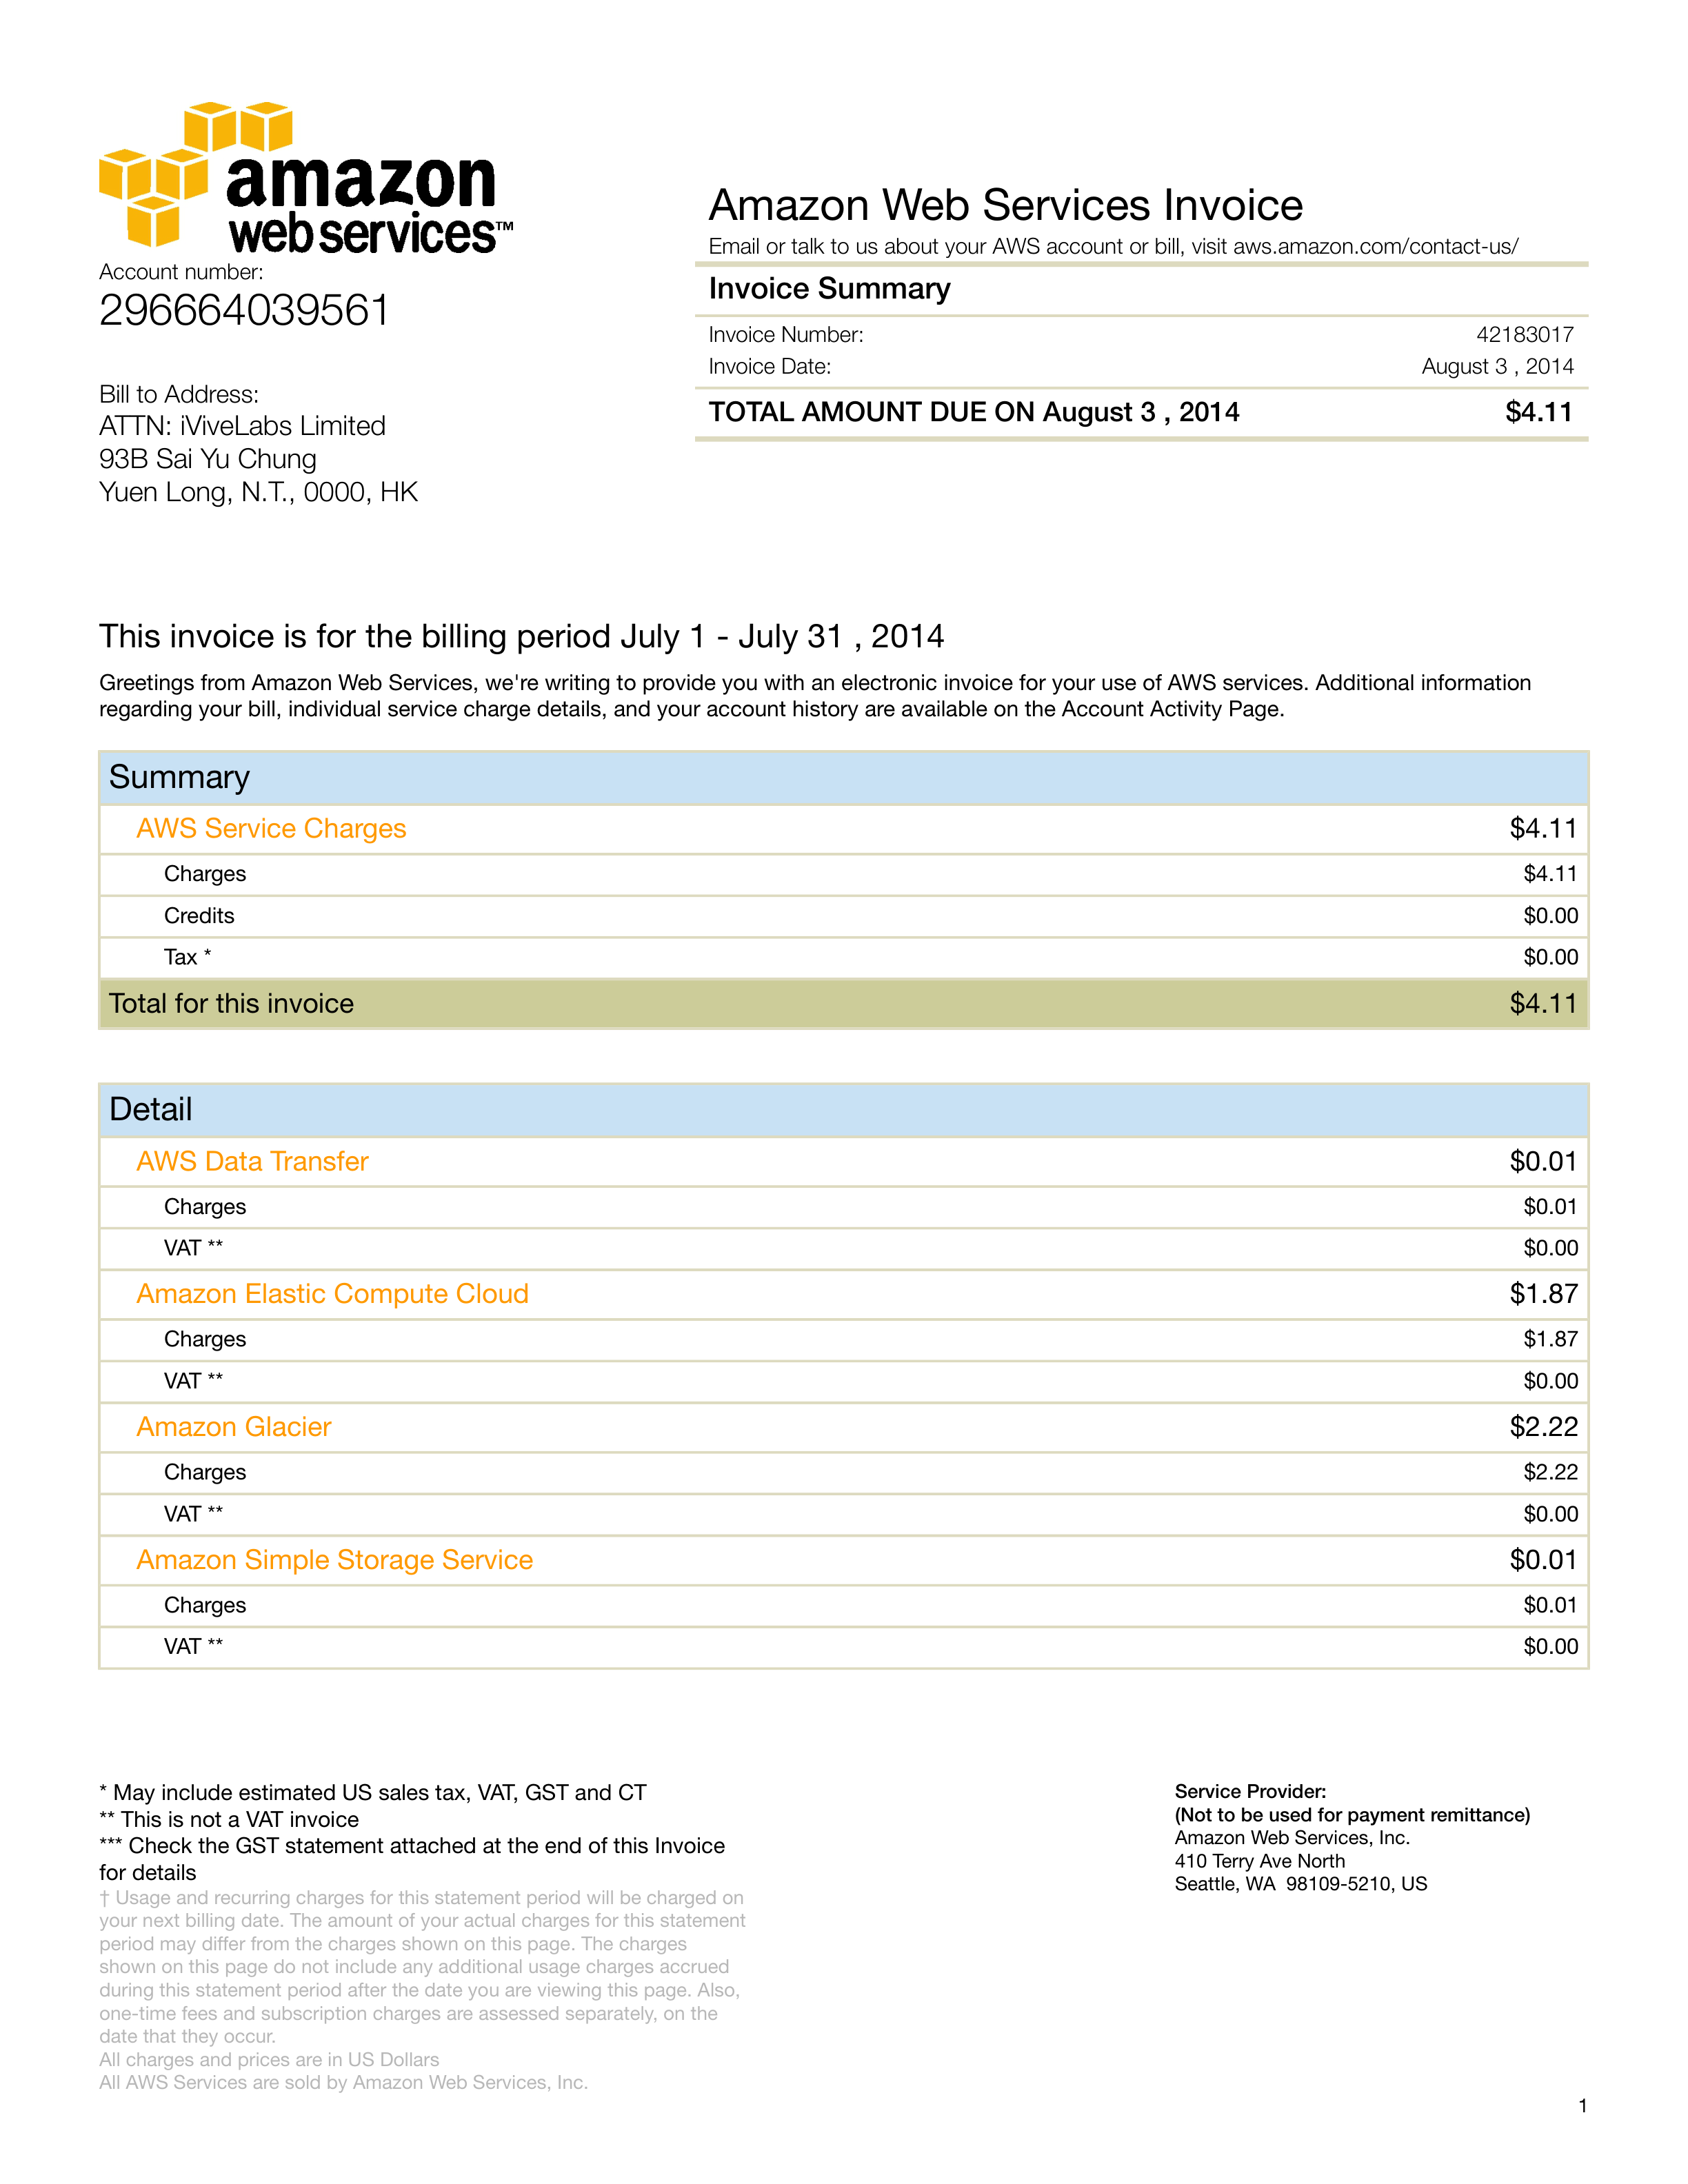 amazon
webservices™
Account number:
296664039561
Bill to Address:
ATTN: iViveLabs Limited
93B Sai Yu Chung
Yuen Long, N.T., 0000, HK
Amazon Web Services Invoice
Email or talk to us about your AWS account or bill, visit aws.amazon.com/contact-us/
Invoice Summary
Invoice Number: 42183017
Invoice Date: August 3 , 2014
TOTAL AMOUNT DUE ON August 3 , 2014 $4.11
This invoice is for the billing period July 1 - July 31 , 2014
Greetings from Amazon Web Services, we're writing to provide you with an electronic invoice for your use of AWS services. Additional information
regarding your bill, individual service charge details, and your account history are available on the Account Activity Page.
Summary
AWS Service Charges $4.11
Charges $4.11
Credits $0.00
Tax * $0.00
Total for this invoice $4.11
Detail
AWS Data Transfer $0.01
Charges $0.01
VAT ** $0.00
Amazon Elastic Compute Cloud $1.87
Charges $1.87
VAT ** $0.00
Amazon Glacier $2.22
Charges $2.22
VAT ** $0.00
Amazon Simple Storage Service $0.01
Charges $0.01
VAT ** $0.00
* May include estimated US sales tax, VAT, GST and CT
** This is not a VAT invoice
*** Check the GST statement attached at the end of this Invoice
for details
† Usage and recurring charges for this statement period will be charged on
your next billing date. The amount of your actual charges for this statement
period may differ from the charges shown on this page. The charges
shown on this page do not include any additional usage charges accrued
during this statement period after the date you are viewing this page. Also,
one-time fees and subscription charges are assessed separately, on the
date that they occur.
All charges and prices are in US Dollars
All AWS Services are sold by Amazon Web Services, Inc.
Service Provider:
(Not to be used for payment remittance)
Amazon Web Services, Inc.
410 Terry Ave North
Seattle, WA  98109-5210, US
1